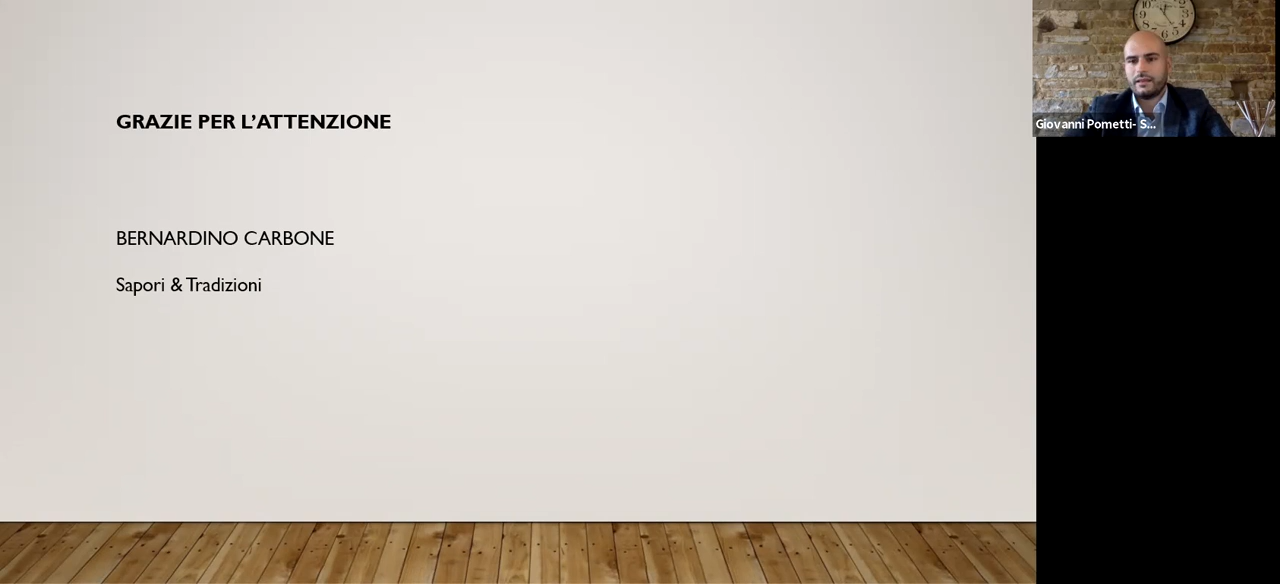 GRAZIE PER L’ATTENZIONE
BERNARDINO CARBONE
Sapori & Tradizioni
Giovanni Pometti- S...